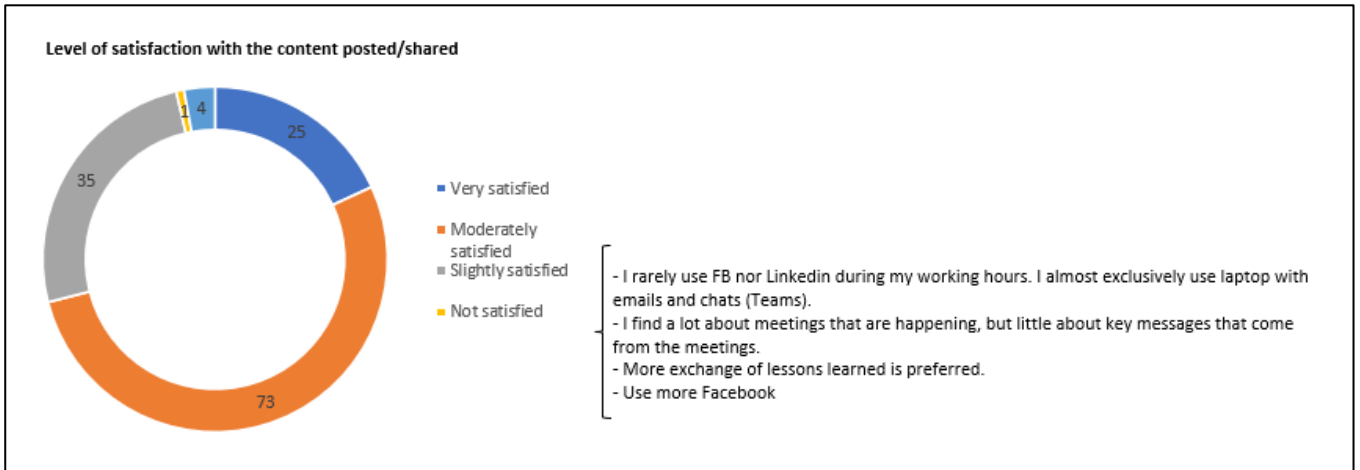 Level of satisfaction with the content posted/shared
1
4
25
35
73
Very satisfied
Moderately
satisfied
Slightly satisfied
Not satisfied
- I rarely use FB nor Linkedin during my working hours. I almost exclusively use laptop with
emails and chats (Teams).
- I find a lot about meetings that are happening, but little about key messages that come
from the meetings.
- More exchange of lessons learned is preferred.
- Use more Facebook